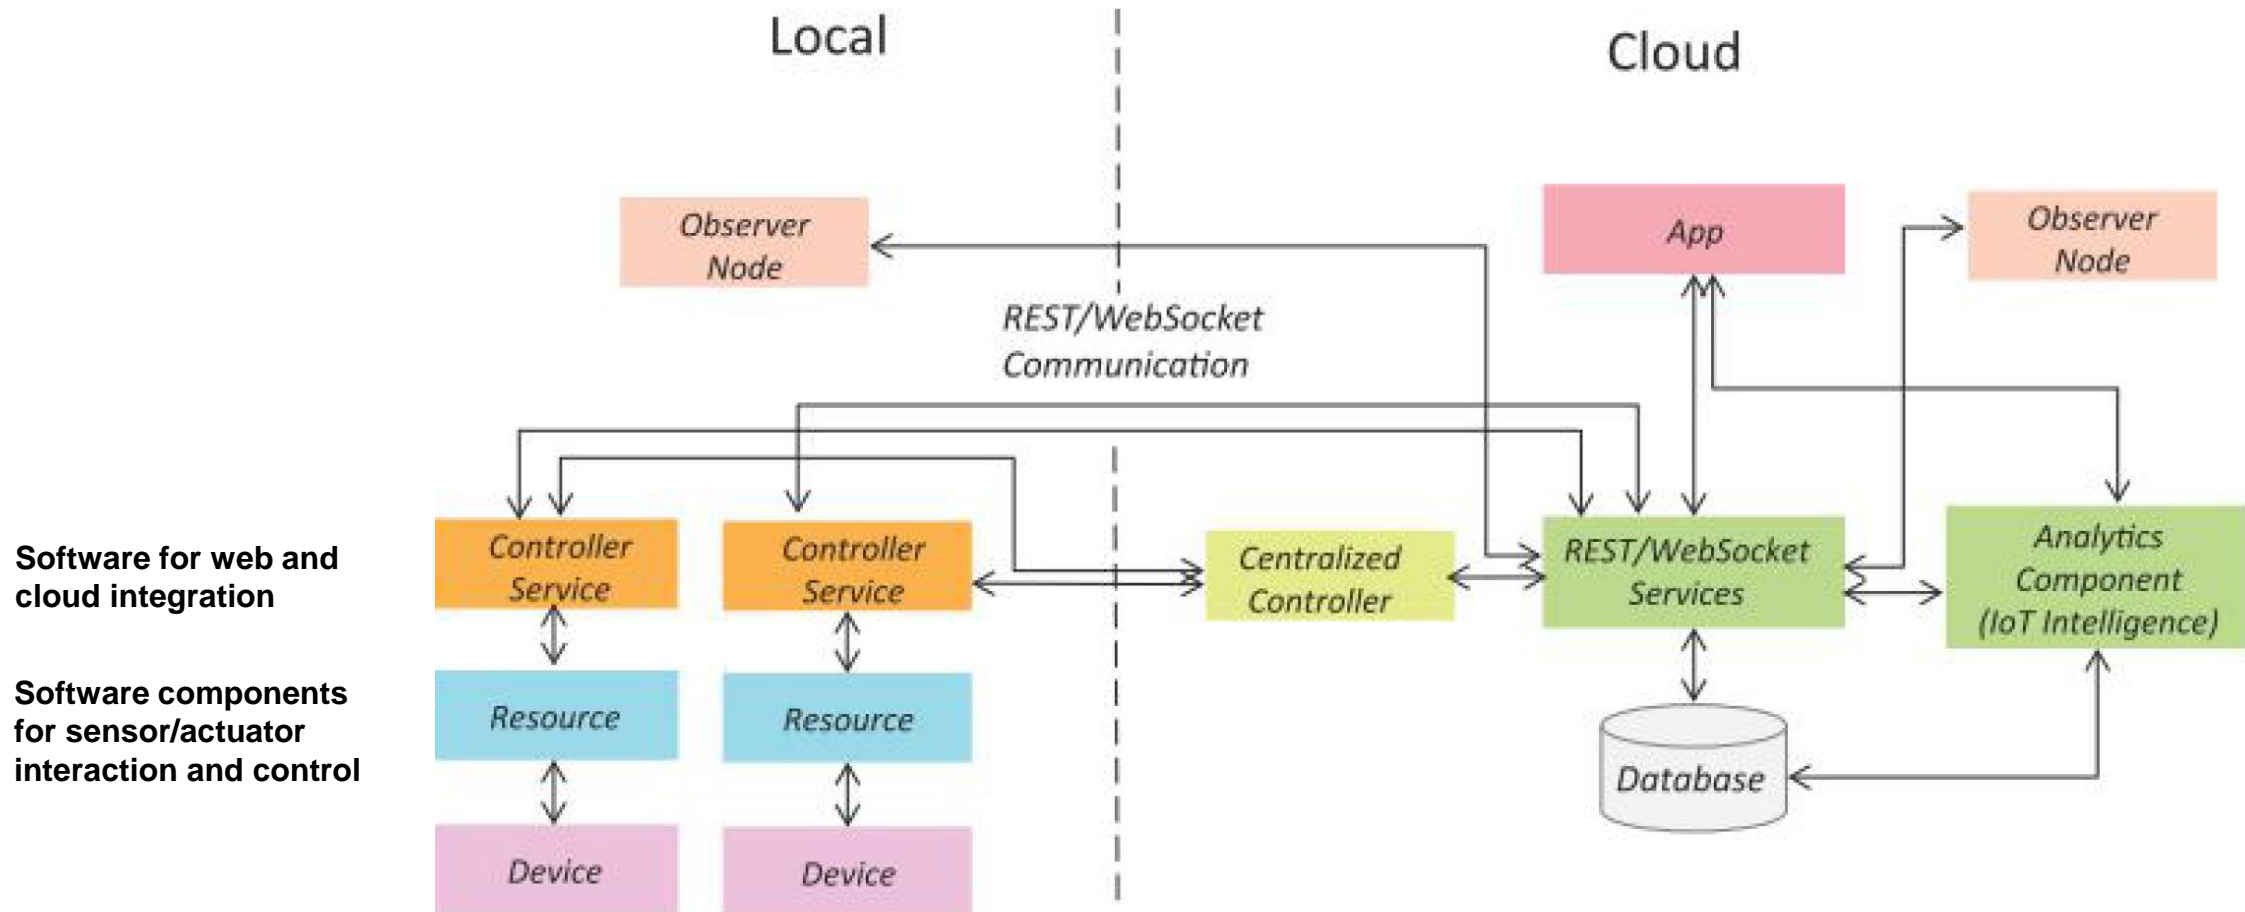 Local
Cloud
Observer
Node
App
Observer
Node
REST/WebSocket
Communication
Software for web and
cloud integration
Controller
Service
Controller
Service
Centralized
Controller
REST/WebSocket
Services
Analytics
Component
(IoT Intelligence)
Software components
for sensor/actuator
interaction and control
Resource
Resource
Database
Device
Device